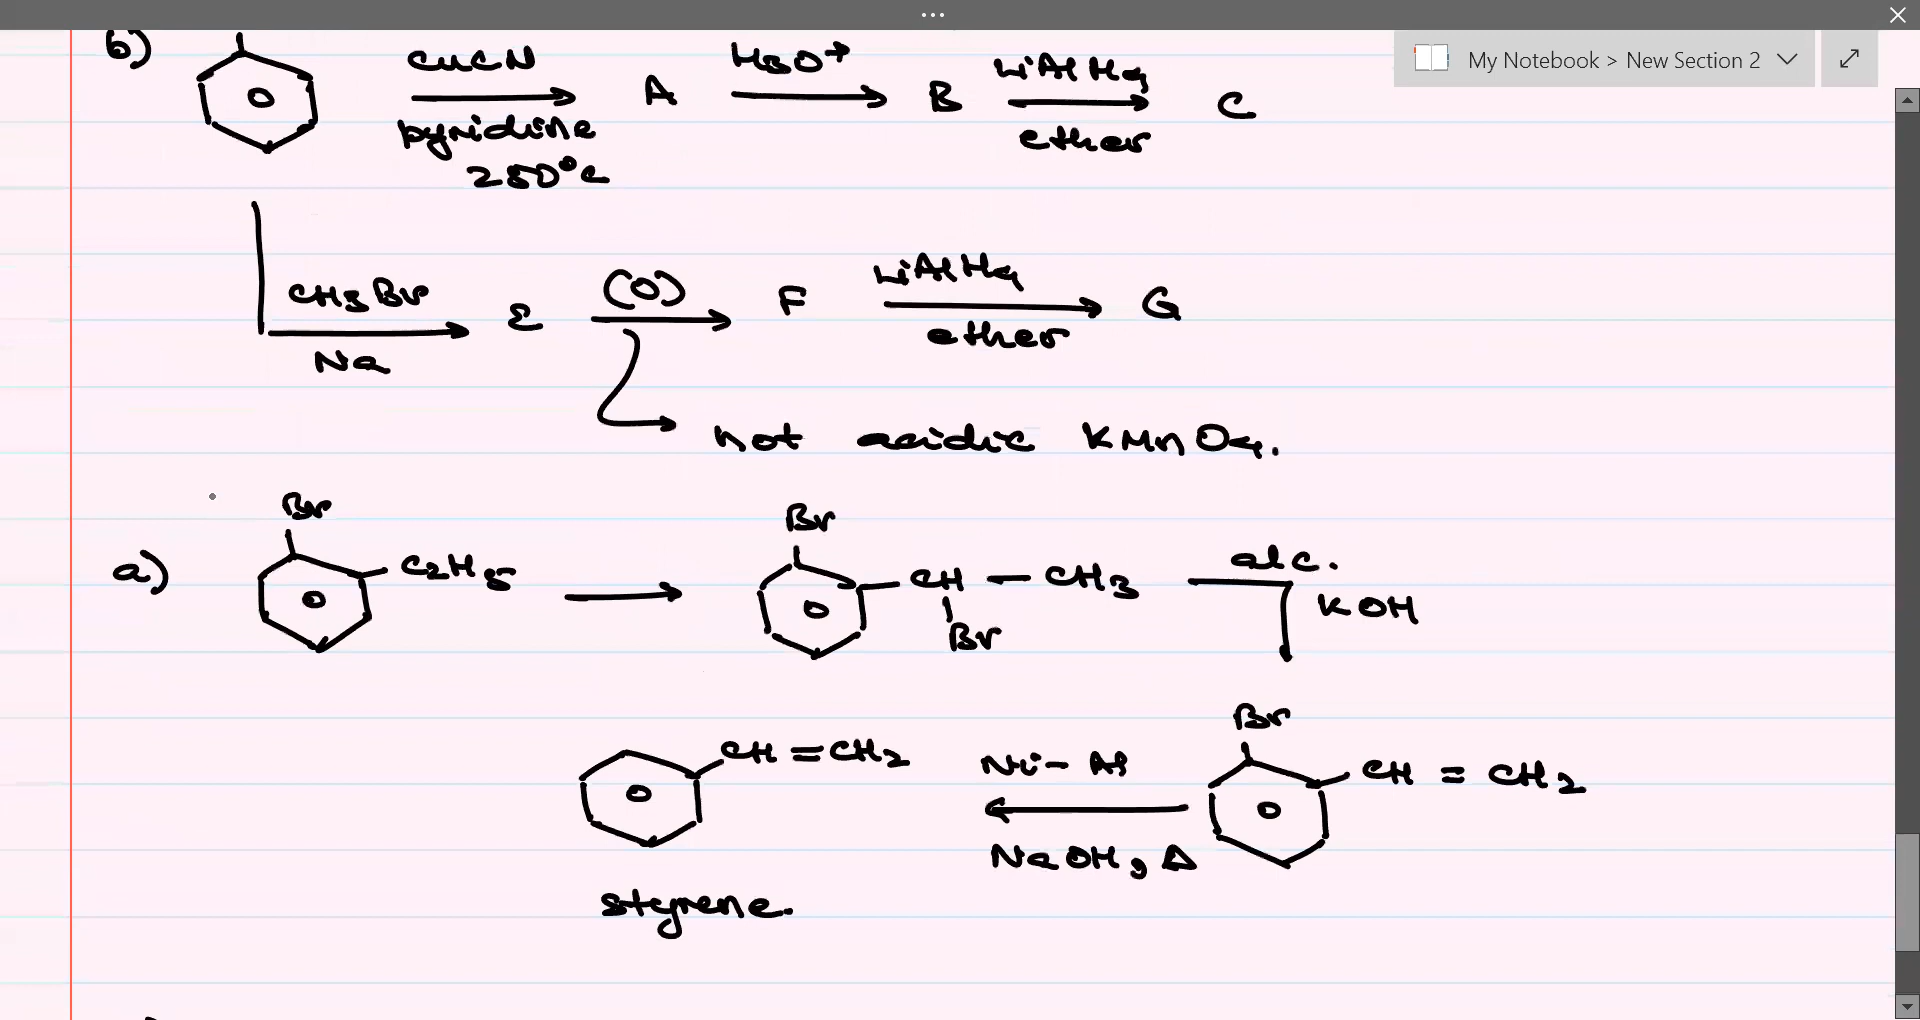 ...
My Notebook > New Section 2
b) CuCN H3O+ LiAlH4
A B C
pyridine ether
250°C
CH3Br (O) LiAlH4
E F G
Na ether
hot acidic KMnO4.
Br Br
a) C2H5 CH — CH3 alc.
Br KOH
Br
CH = CH2 Ni - Al CH = CH2
NaOH, Δ
styrene.